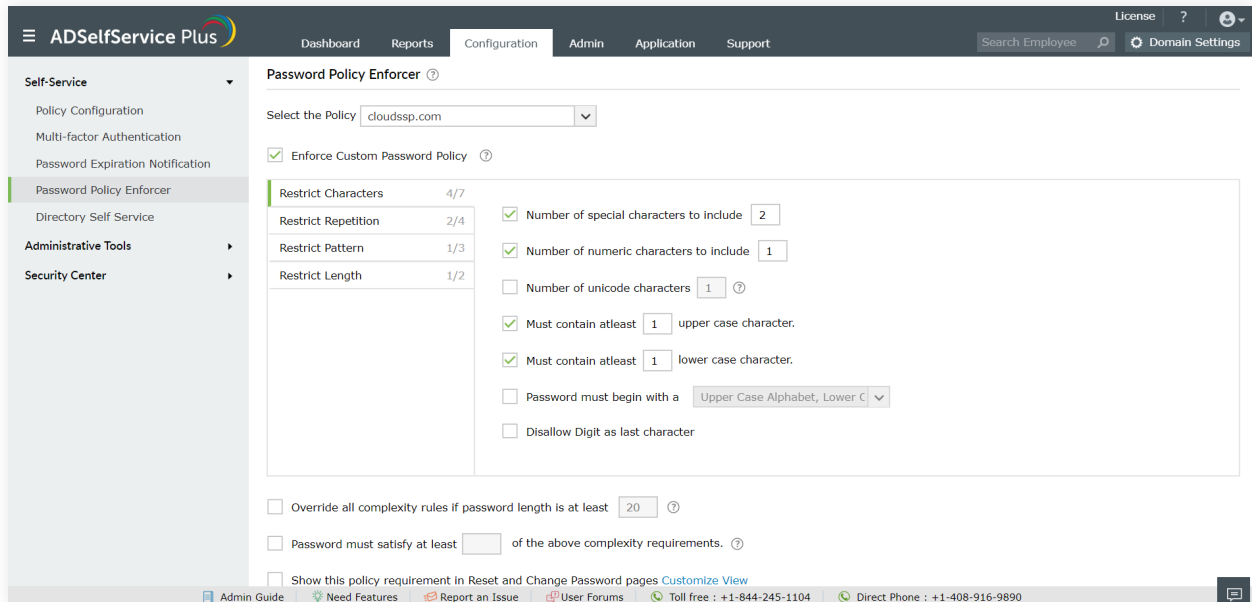 License ?
ADSelfService Plus
Dashboard Reports Configuration Admin Application Support
Search Employee Domain Settings
Self-Service
Policy Configuration
Multi-factor Authentication
Password Expiration Notification
Password Policy Enforcer
Directory Self Service
Administrative Tools
Security Center
Password Policy Enforcer ?
Select the Policy cloudssp.com
Enforce Custom Password Policy ?
Restrict Characters 4/7
Restrict Repetition 2/4
Restrict Pattern 1/3
Restrict Length 1/2
Number of special characters to include 2
Number of numeric characters to include 1
Number of unicode characters 1 ?
Must contain atleast 1 upper case character.
Must contain atleast 1 lower case character.
Password must begin with a Upper Case Alphabet, Lower C
Disallow Digit as last character
Override all complexity rules if password length is at least 20 ?
Password must satisfy at least of the above complexity requirements. ?
Show this policy requirement in Reset and Change Password pages Customize View
Admin Guide Need Features Report an Issue User Forums Toll free : +1-844-245-1104 Direct Phone : +1-408-916-9890